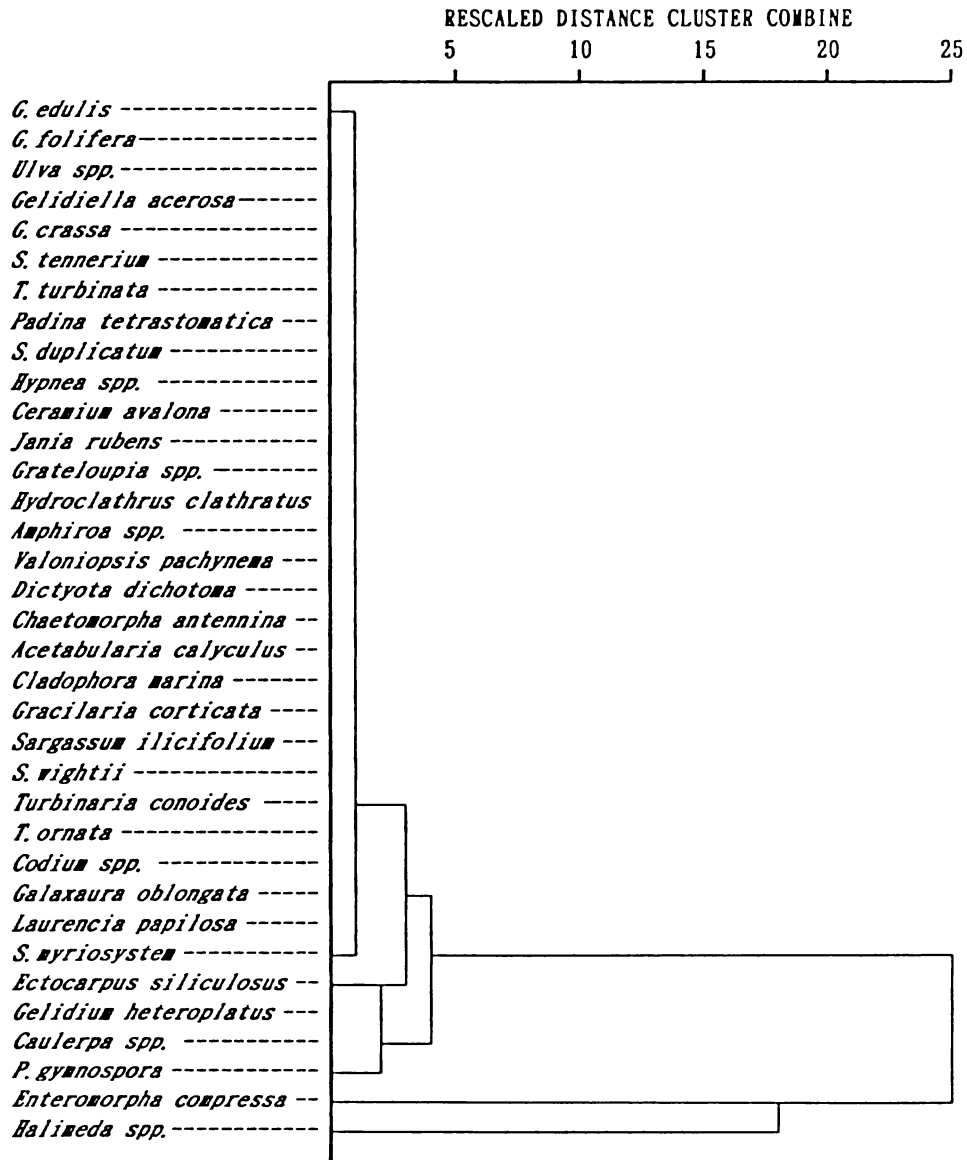 RESCALED DISTANCE CLUSTER COMBINE
5 10 15 20 25
G. edulis
G. folifera
Ulva spp.
Gelidiella acerosa
G. crassa
S. tennerium
T. turbinata
Padina tetrastomatica
S. duplicatum
Hypnea spp.
Ceramium avalona
Jania rubens
Grateloupia spp.
Hydroclathrus clathratus
Amphiroa spp.
Valoniopsis pachynema
Dictyota dichotoma
Chaetomorpha antennina
Acetabularia calyculus
Cladophora marina
Gracilaria corticata
Sargassum ilicifolium
S. wightii
Turbinaria conoides
T. ornata
Codium spp.
Galaxaura oblongata
Laurencia papilosa
S. myriosystem
Ectocarpus siliculosus
Gelidium heteroplatus
Caulerpa spp.
P. gymnospora
Enteromorpha compressa
Halimeda spp.